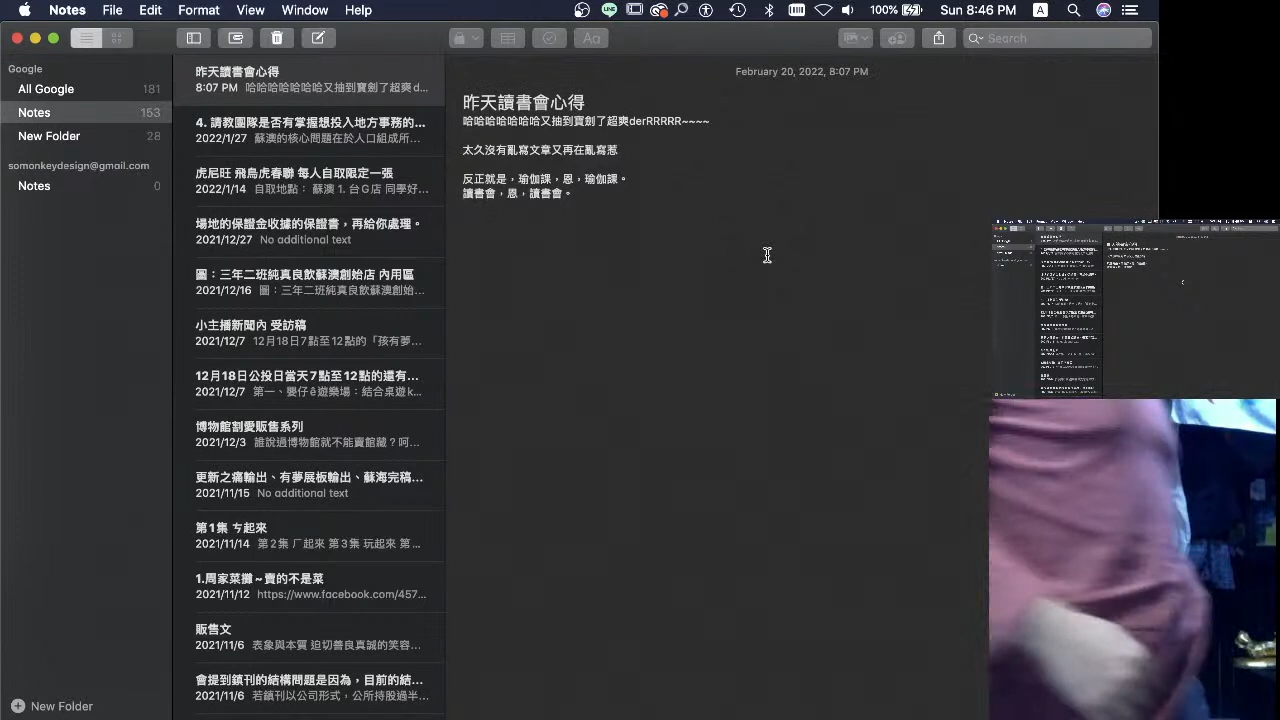 Notes File Edit Format View Window Help 100% Sun 8:46 PM A
Search
Google
All Google 181
Notes 153
New Folder 28
somonkeydesign@gmail.com
Notes 0
New Folder
昨天讀書會心得
8:07 PM 哈哈哈哈哈哈哈又抽到寶劍了超爽d...
4. 請教團隊是否有掌握想投入地方事務的...
2022/1/27 蘇澳的核心問題在於人口組成所...
虎尼旺 飛鳥虎春聯 每人自取限定一張
2022/1/14 自取地點： 蘇澳 1. 台G店 同學好...
場地的保證金收據的保證書，再給你處理。
2021/12/27 No additional text
圖：三年二班純真良飲蘇澳創始店 內用區
2021/12/16 圖：三年二班純真良飲蘇澳創始...
小主播新聞內 受訪稿
2021/12/7 12月18日7點至12點的「孩有夢...
12月18日公投日當天7點至12點的還有...
2021/12/7 第一、嬰仔ê遊樂場：結合桌遊k...
博物館割愛販售系列
2021/12/3 誰說過博物館就不能賣館藏？呵...
更新之痛輸出、有夢展板輸出、蘇海完稿...
2021/11/15 No additional text
第1集 ㄘ起來
2021/11/14 第２集 ㄏ起來 第３集 玩起來 第...
1.周家菜攤～賣的不是菜
2021/11/12 https://www.facebook.com/457...
販售文
2021/11/6 表象與本質 迫切善良真誠的笑容...
會提到鎮刊的結構問題是因為，目前的結...
2021/11/6 若鎮刊以公司形式，公所持股過半...
February 20, 2022, 8:07 PM
昨天讀書會心得
哈哈哈哈哈哈哈又抽到寶劍了超爽derRRRRR~~~~
太久沒有亂寫文章又再在亂寫惹
反正就是，瑜伽課，恩，瑜伽課。
讀書會，恩，讀書會。